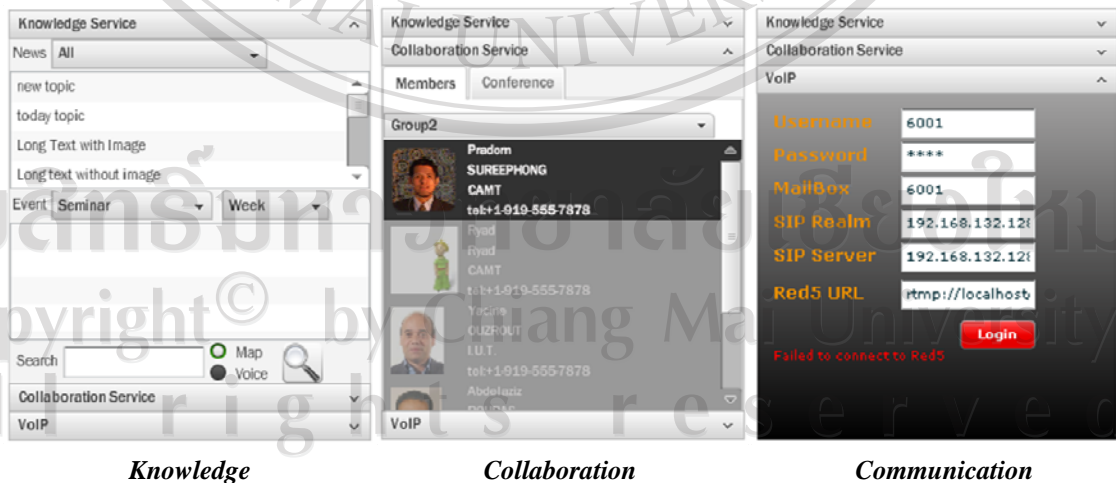 Knowledge Service
News All
new topic
today topic
Long Text with Image
Long text without image
Event Seminar Week
Search Map
Voice
Collaboration Service
VoIP
Knowledge
Knowledge Service
Collaboration Service
Members Conference
Group2
Pradorn
SUREEPHONG
CAMT
tel:+1-919-555-7878
Ryad
Ryad
CAMT
tel:+1-919-555-7878
Yacine
OUZROUT
I.U.T.
tel:+1-919-555-7878
Abdelaziz
VoIP
Collaboration
Knowledge Service
Collaboration Service
VoIP
Username 6001
Password ****
MailBox 6001
SIP Realm 192.168.132.128
SIP Server 192.168.132.128
Red5 URL rtmp://localhost/
Login
Failed to connect to Red5
Communication
MAI UNIVER
by Chiang Mai University
rights reserved